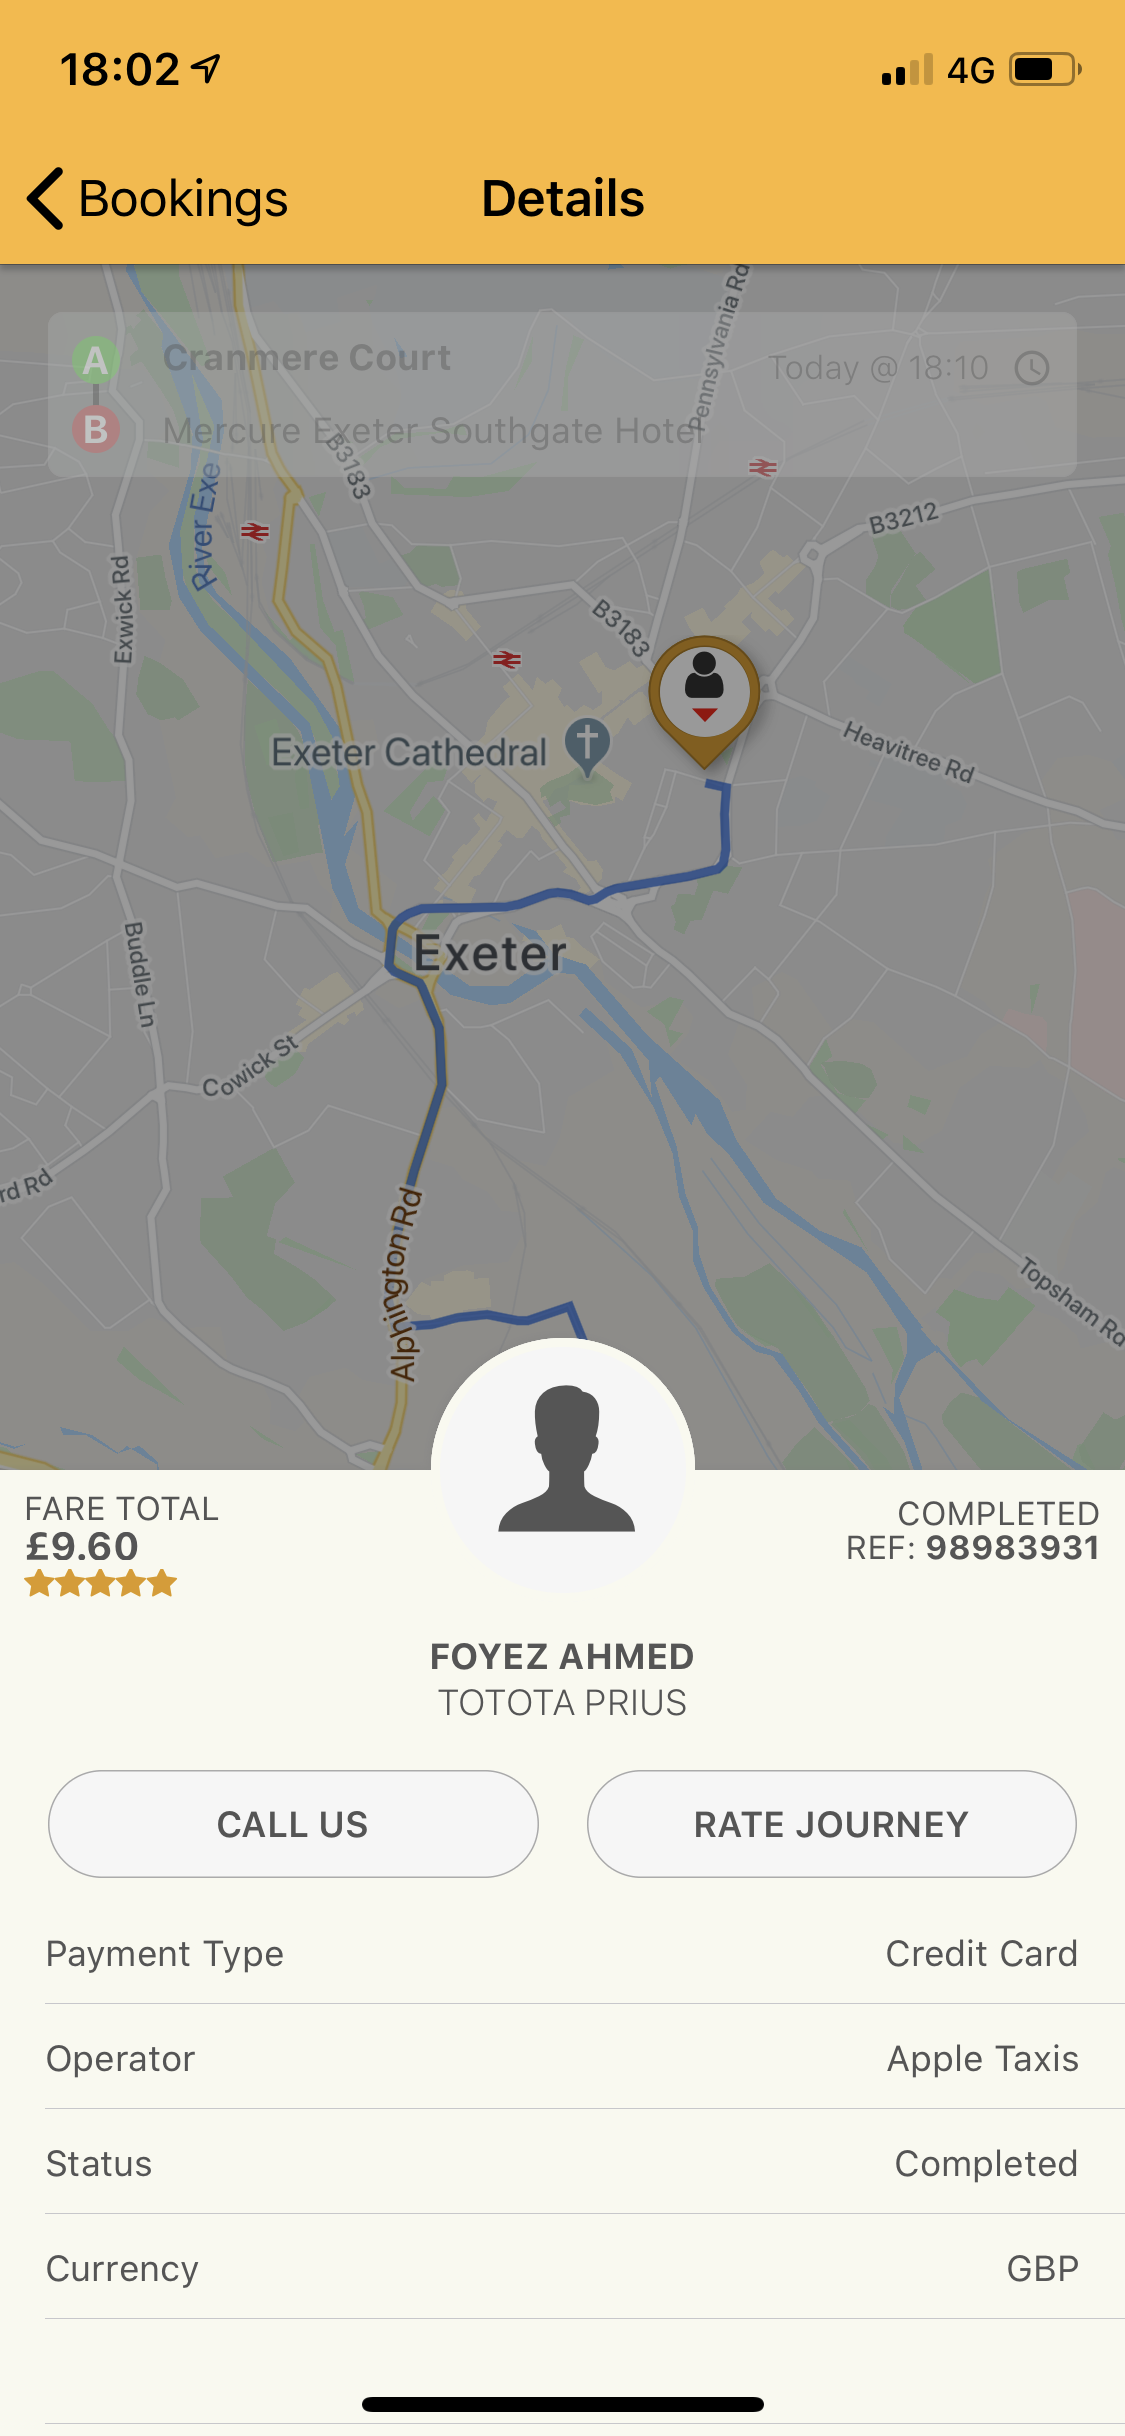 18:02
4G
Bookings
Details
A
Cranmere Court
Today @ 18:10
B
Mercure Exeter Southgate Hotel
Pennsylvania Rd
B3183
River Exe
B3212
Exwick Rd
B3183
Exeter Cathedral
Heavitree Rd
Exeter
Buddle Ln
Cowick St
rd Rd
Alphington Rd
Topsham Rd
FARE TOTAL
£9.60
COMPLETED
REF: 98983931
FOYEZ AHMED
TOTOTA PRIUS
CALL US
RATE JOURNEY
Payment Type
Credit Card
Operator
Apple Taxis
Status
Completed
Currency
GBP